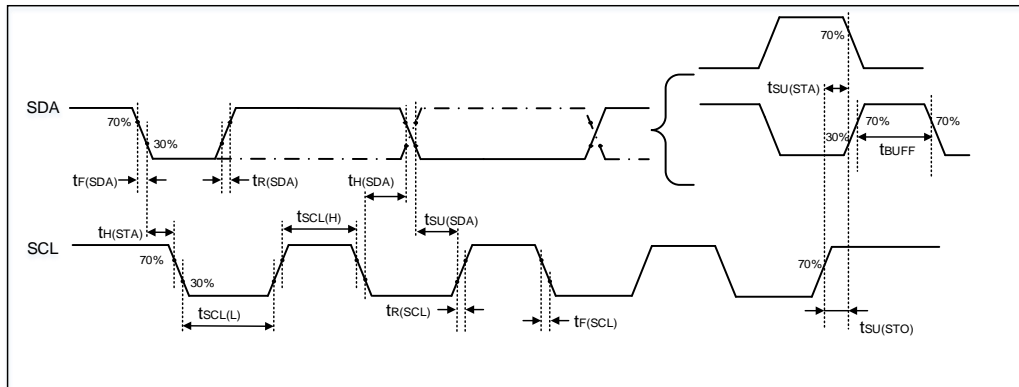 70%
tSU(STA)
SDA
70%
30%
30%
70%
70%
tBUFF
tF(SDA)
tR(SDA)
tH(SDA)
tSCL(H)
tSU(SDA)
tH(STA)
SCL
70%
30%
70%
tSCL(L)
tR(SCL)
tF(SCL)
tSU(STO)